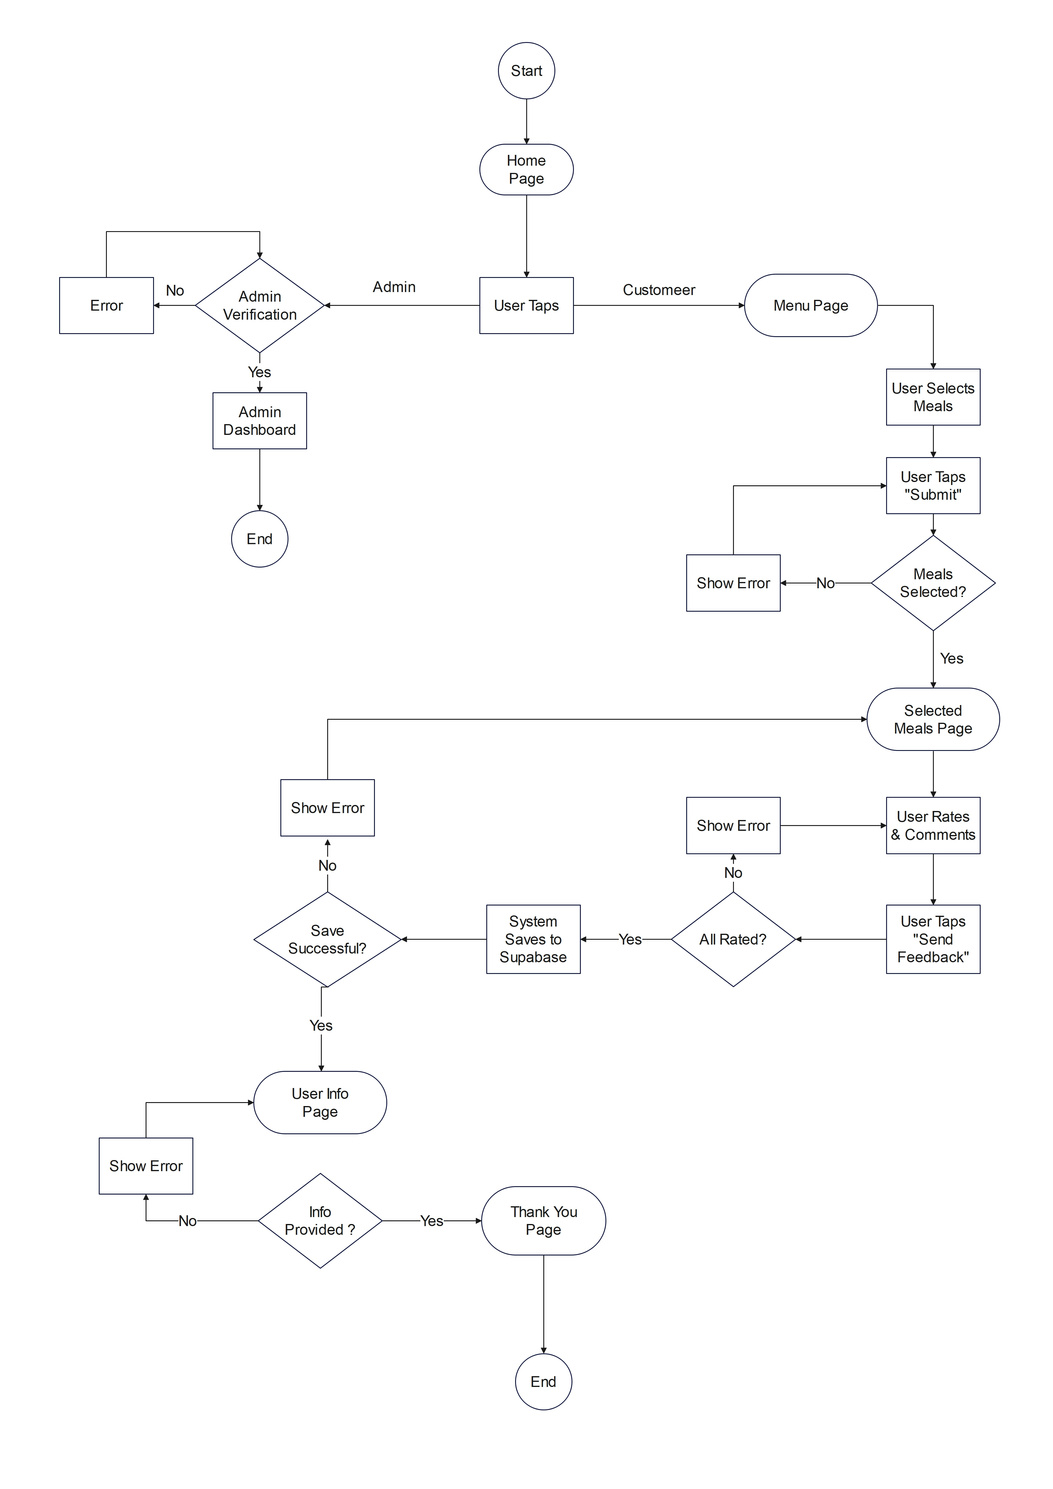 Start
Home
Page
User Taps
Admin
Customeer
Menu Page
Admin
Verification
No
Error
Yes
Admin
Dashboard
End
User Selects
Meals
User Taps
"Submit"
Meals
Selected?
No
Show Error
Yes
Selected
Meals Page
User Rates
& Comments
User Taps
"Send
Feedback"
All Rated?
No
Show Error
Yes
System
Saves to
Supabase
Save
Successful?
No
Show Error
Yes
User Info
Page
Show Error
No
Info
Provided ?
Yes
Thank You
Page
End